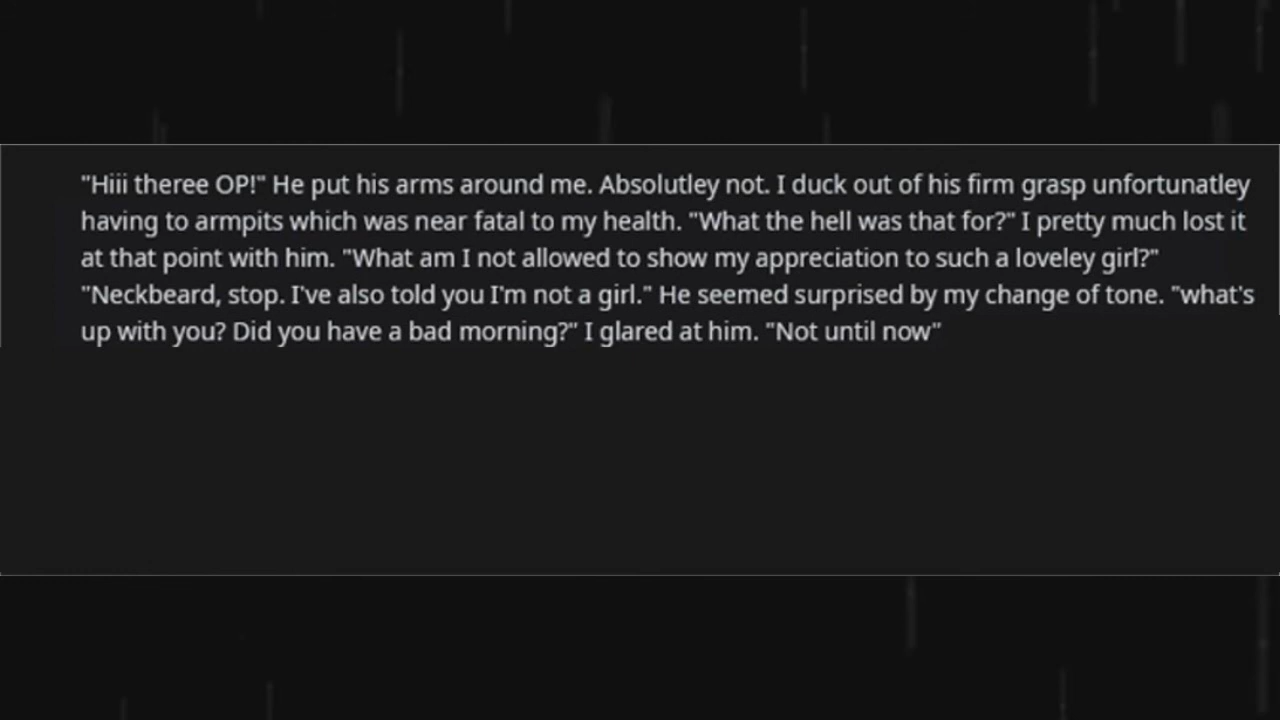 "Hiii theree OP!" He put his arms around me. Absolutley not. I duck out of his firm grasp unfortunatley
having to armpits which was near fatal to my health. "What the hell was that for?" I pretty much lost it
at that point with him. "What am I not allowed to show my appreciation to such a loveley girl?"
"Neckbeard, stop. I've also told you I'm not a girl." He seemed surprised by my change of tone. "what's
up with you? Did you have a bad morning?" I glared at him. "Not until now"